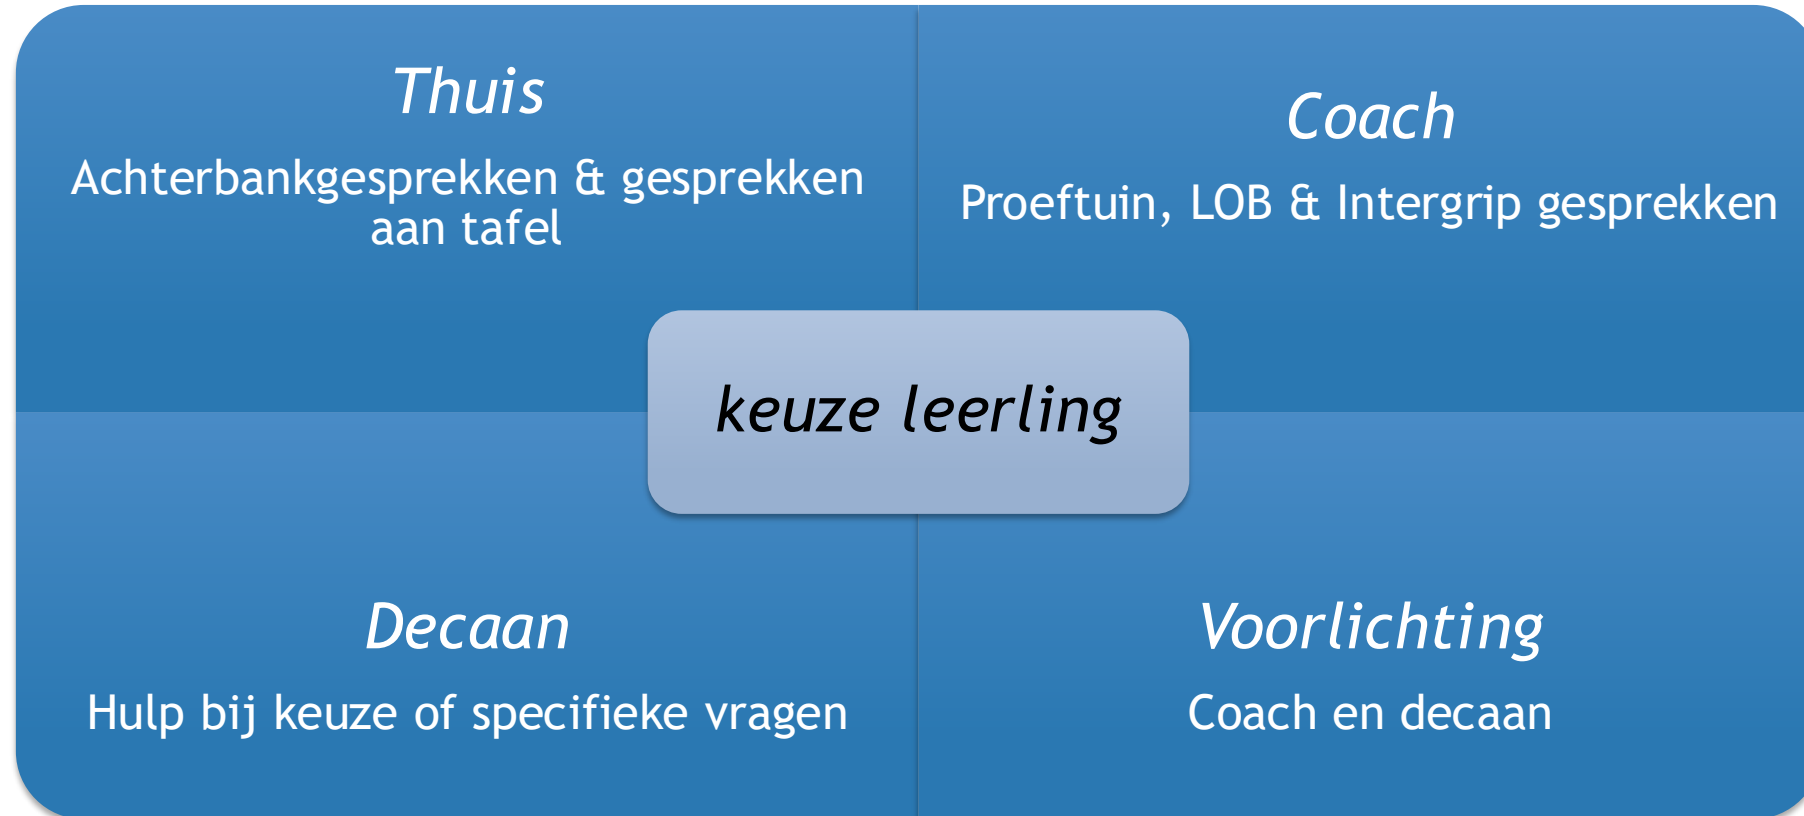 Thuis
Achterbankgesprekken & gesprekken
aan tafel
Coach
Proeftuin, LOB & Intergrip gesprekken
keuze leerling
Decaan
Hulp bij keuze of specifieke vragen
Voorlichting
Coach en decaan